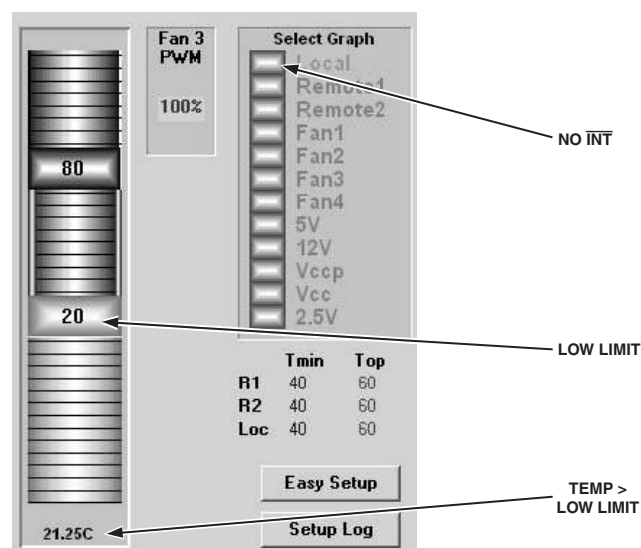 Fan 3
PWM
100%
Select Graph
Local
Remote1
Remote2
Fan1
Fan2
Fan3
Fan4
5V
12V
Vccp
Vcc
2.5V
80
20
Tmin Top
R1 40 60
R2 40 60
Loc 40 60
Easy Setup
Setup Log
21.25C
NO I̅N̅T̅
LOW LIMIT
TEMP >
LOW LIMIT